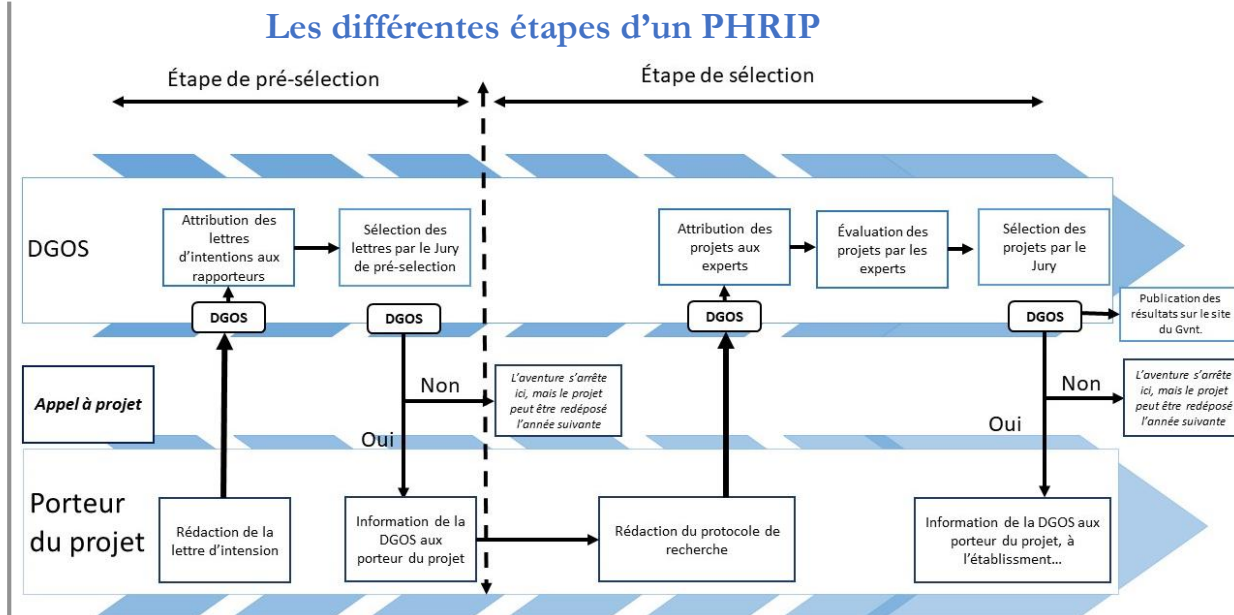 Les différentes étapes d'un PHRIP
Étape de pré-sélection
Étape de sélection
DGOS
Attribution des
lettres
d'intentions aux
rapporteurs
Sélection des
lettres par le Jury
de pré-selection
Attribution des
projets aux
experts
Évaluation des
projets par les
experts
Sélection des
projets par le
Jury
DGOS
DGOS
DGOS
DGOS
Publication des
résultats sur le site
du Gvnt.
Appel à projet
Non
Oui
L'aventure s'arrête
ici, mais le projet
peut être redéposé
l'année suivante
Non
Oui
L'aventure s'arrête
ici, mais le projet
peut être redéposé
l'année suivante
Porteur
du projet
Rédaction de la
lettre d'intension
Information de la
DGOS aux
porteur du projet
Rédaction du protocole de
recherche
Information de la DGOS aux
porteur du projet, à
l'établissment...